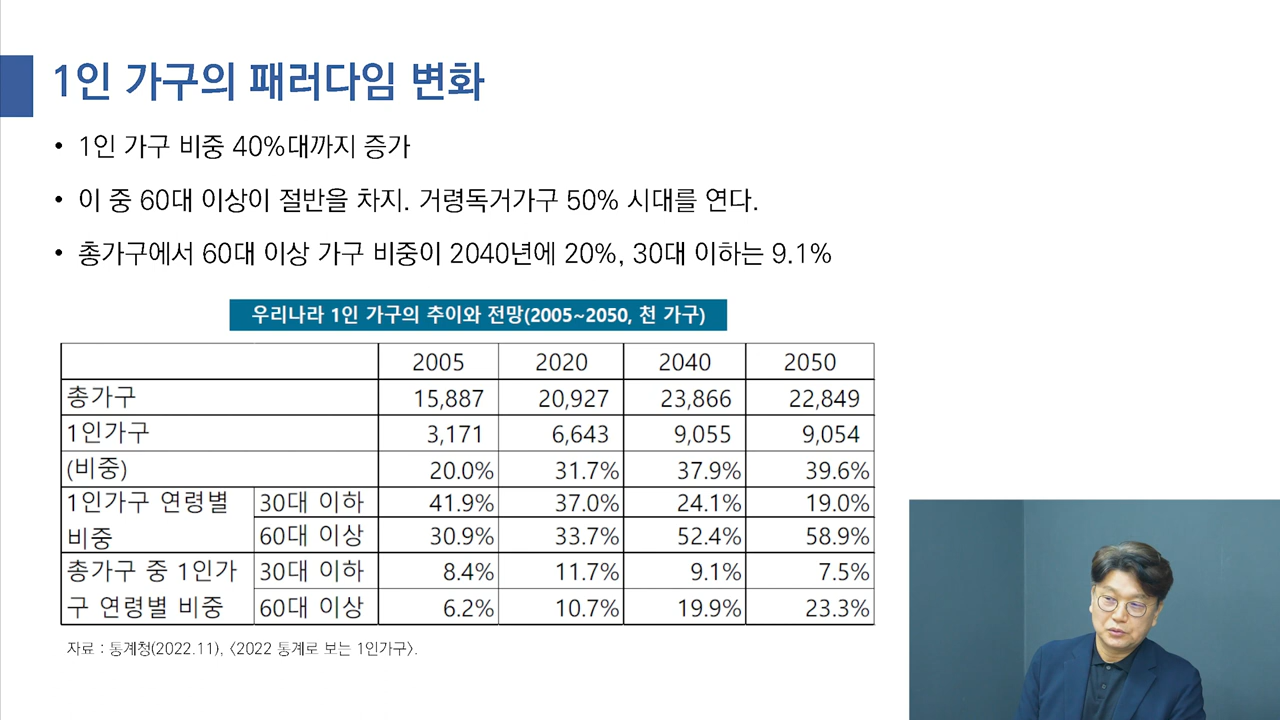 1인 가구의 패러다임 변화
• 1인 가구 비중 40%대까지 증가
• 이 중 60대 이상이 절반을 차지. 거령독거가구 50% 시대를 연다.
• 총가구에서 60대 이상 가구 비중이 2040년에 20%, 30대 이하는 9.1%
우리나라 1인 가구의 추이와 전망(2005~2050, 천 가구)
2005 2020 2040 2050
총가구 15,887 20,927 23,866 22,849
1인가구 3,171 6,643 9,055 9,054
(비중) 20.0% 31.7% 37.9% 39.6%
1인가구 연령별 30대 이하 41.9% 37.0% 24.1% 19.0%
비중 60대 이상 30.9% 33.7% 52.4% 58.9%
총가구 중 1인가 30대 이하 8.4% 11.7% 9.1% 7.5%
구 연령별 비중 60대 이상 6.2% 10.7% 19.9% 23.3%
자료 : 통계청(2022.11), <2022 통계로 보는 1인가구>.